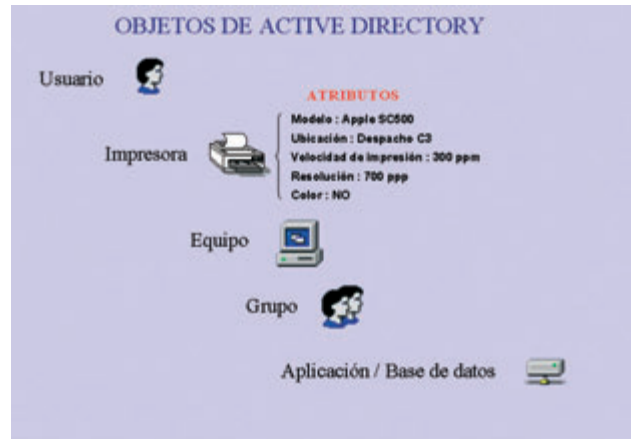 OBJETOS DE ACTIVE DIRECTORY
Usuario
ATRIBUTOS
Modelo : Apple SC500
Ubicación : Despacho C3
Impresora
Velocidad de impresión : 300 ppm
Resolución : 700 ppp
Color : NO
Equipo
Grupo
Aplicación / Base de datos